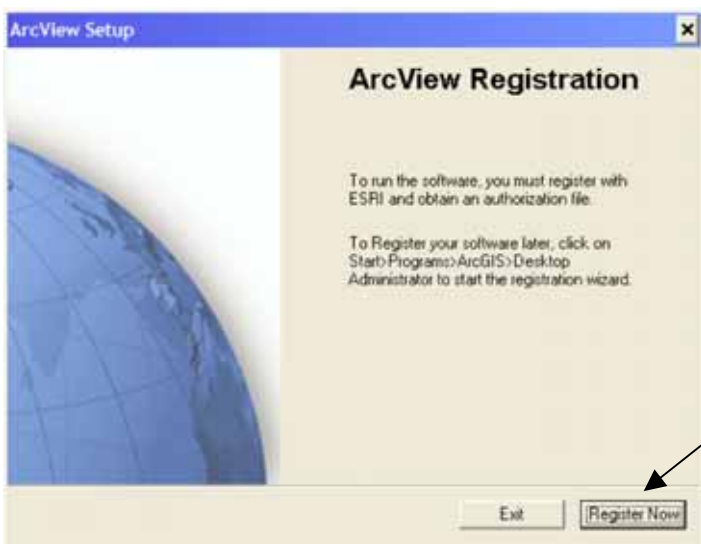 ArcView Setup
ArcView Registration
To run the software, you must register with
ESRI and obtain an authorization file.
To Register your software later, click on
Start>Programs>ArcGIS>Desktop
Administrator to start the registration wizard.
Exit
Register Now